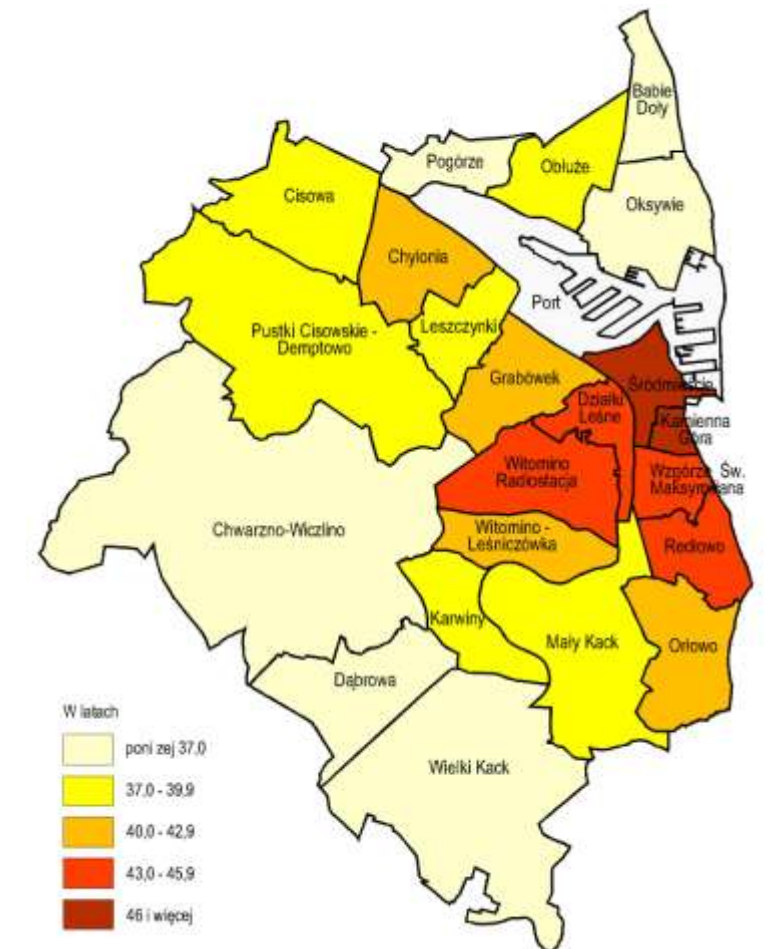 Babie
Doły
Pogórze
Obłuże
Cisowa
Oksywie
Chylonia
Port
Leszczynki
Pustki Cisowskie -
Demptowo
Grabówek
Śródmieście
Działki
Leśne
Kamienna
Góra
Witomino
Radiostacja
Wzgórze Św.
Maksymiliana
Chwarzno-Wiczlino
Witomino -
Leśniczówka
Redłowo
Karwiny
Mały Kack
Orłowo
Dąbrowa
Wielki Kack
W latach
poni zej 37,0
37,0 - 39,9
40,0 - 42,9
43,0 - 45,9
46 i więcej